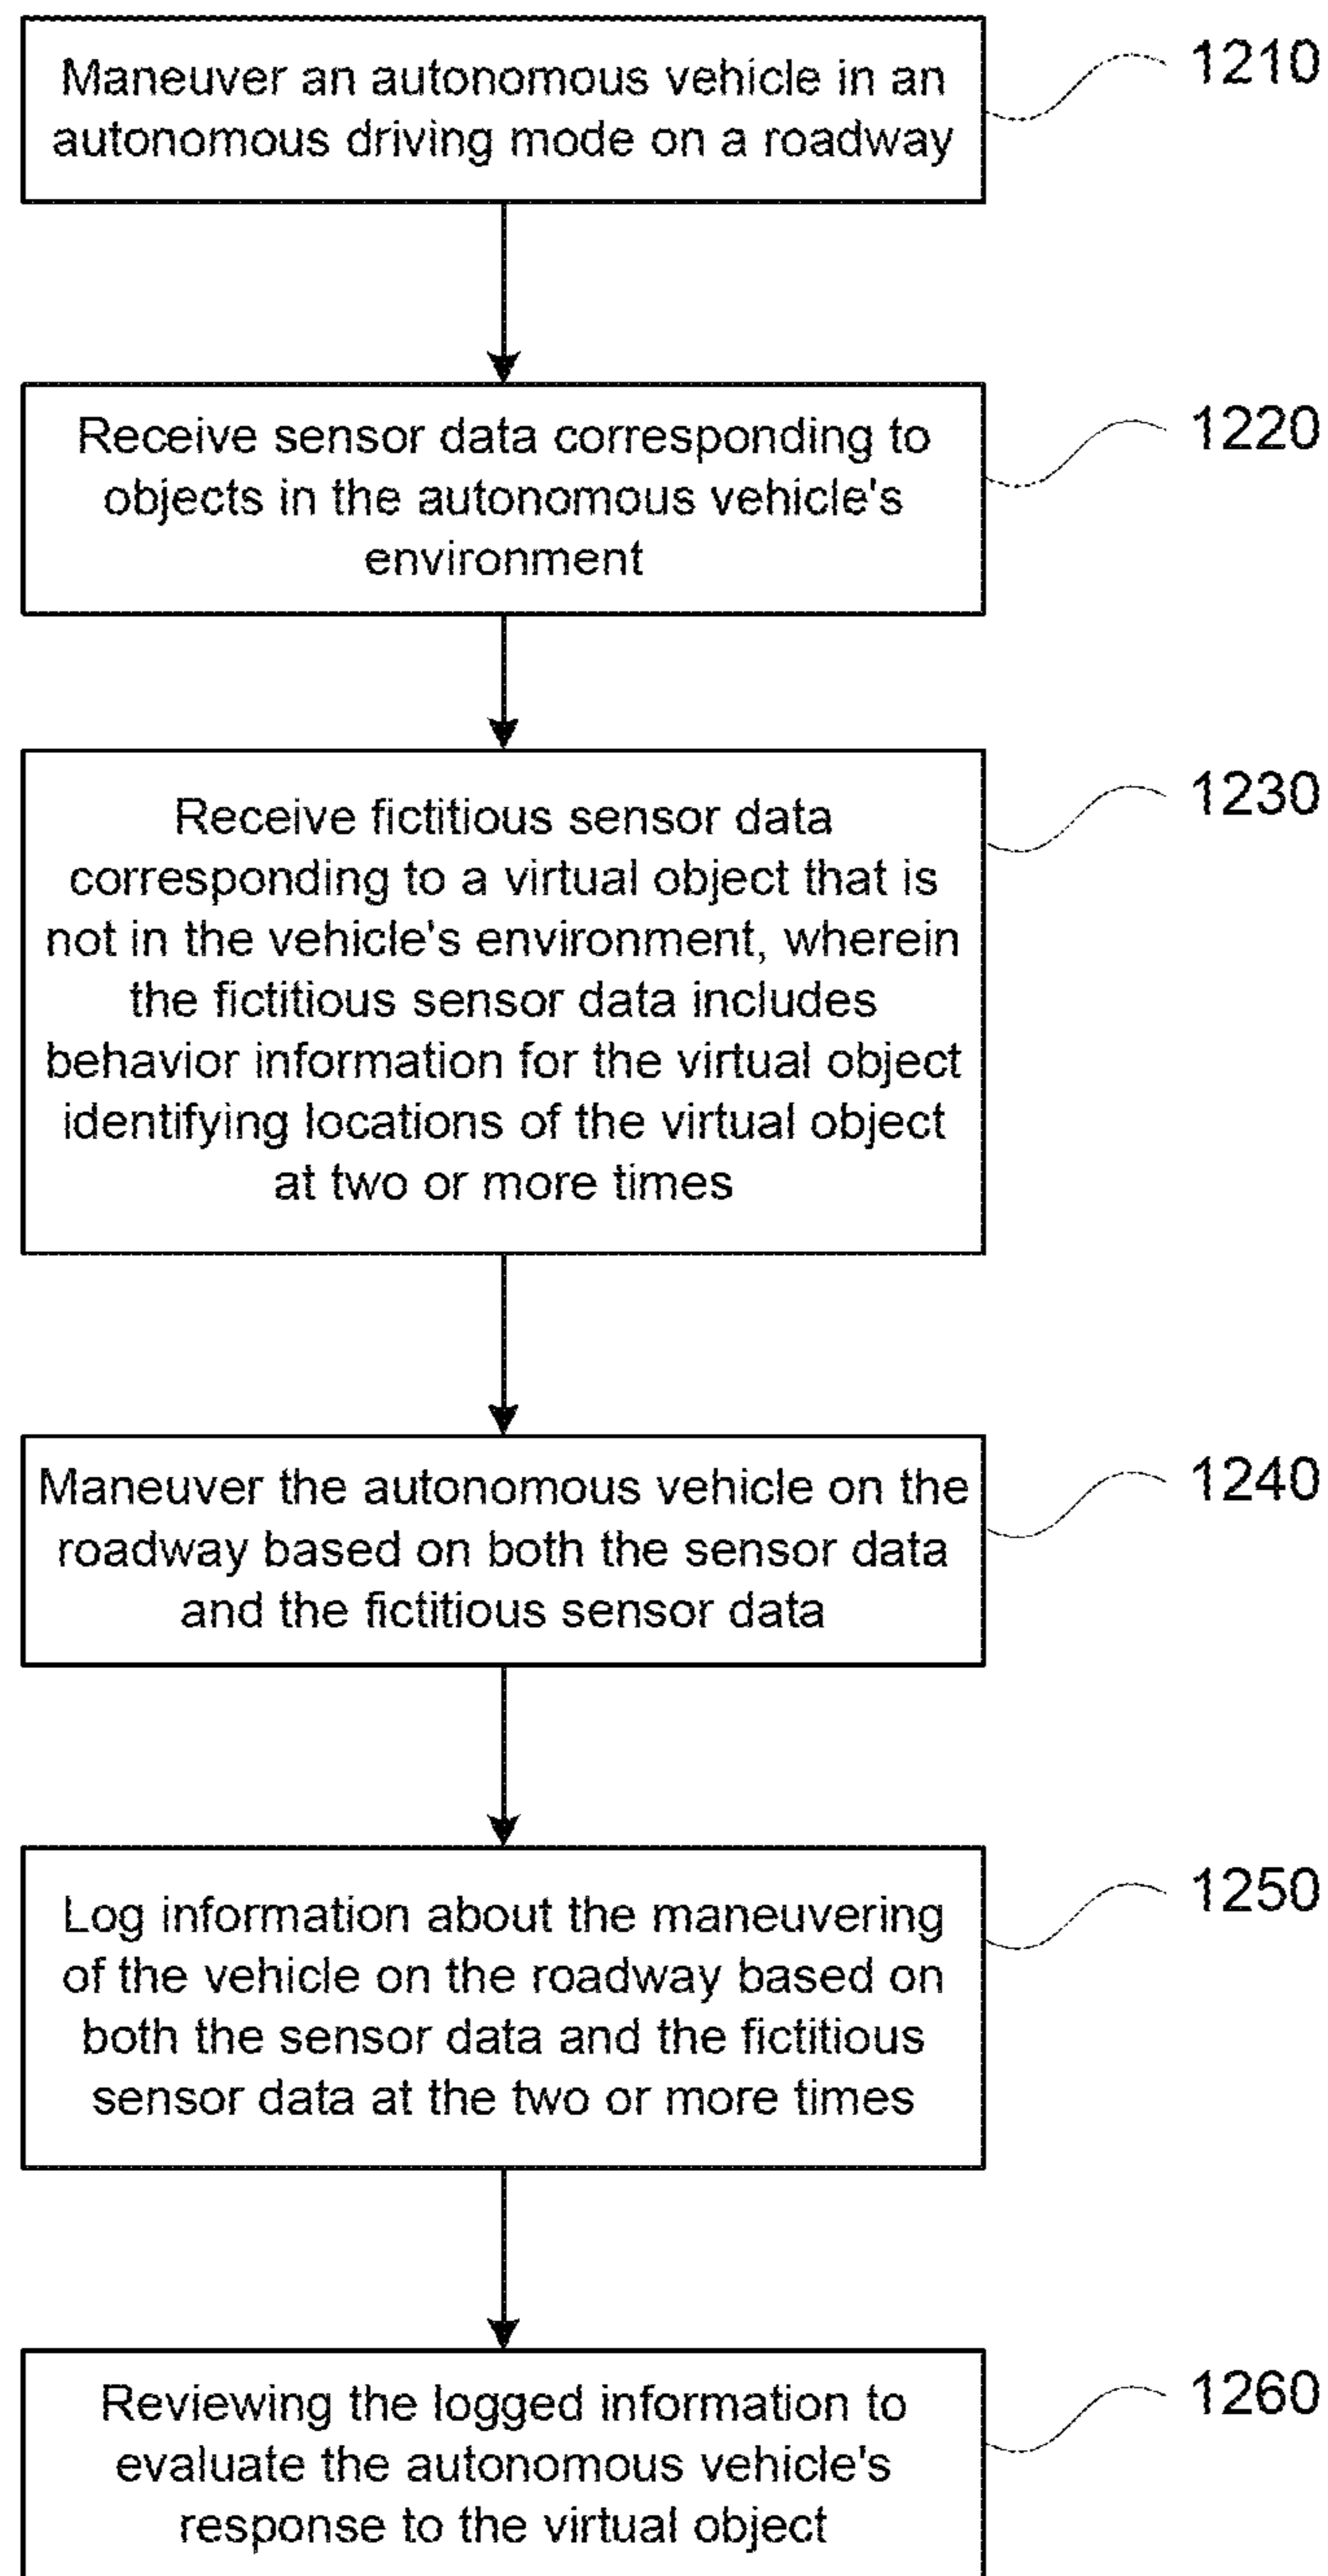 Maneuver an autonomous vehicle in an
autonomous driving mode on a roadway
1210
Receive sensor data corresponding to
objects in the autonomous vehicle's
environment
1220
Receive fictitious sensor data
corresponding to a virtual object that is
not in the vehicle's environment, wherein
the fictitious sensor data includes
behavior information for the virtual object
identifying locations of the virtual object
at two or more times
1230
Maneuver the autonomous vehicle on the
roadway based on both the sensor data
and the fictitious sensor data
1240
Log information about the maneuvering
of the vehicle on the roadway based on
both the sensor data and the fictitious
sensor data at the two or more times
1250
Reviewing the logged information to
evaluate the autonomous vehicle's
response to the virtual object
1260